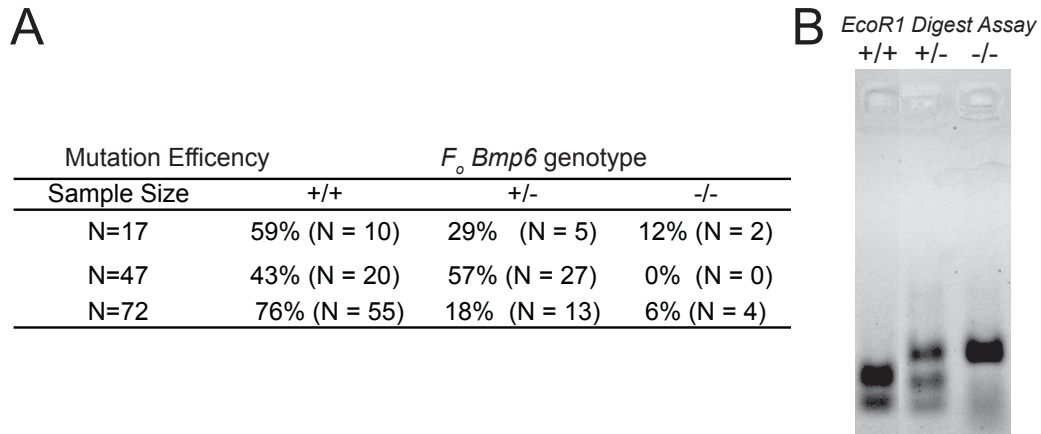 A
Mutation Efficency F_o Bmp6 genotype
Sample Size +/+ +/- -/-
N=17 59% (N = 10) 29% (N = 5) 12% (N = 2)
N=47 43% (N = 20) 57% (N = 27) 0% (N = 0)
N=72 76% (N = 55) 18% (N = 13) 6% (N = 4)
B
EcoR1 Digest Assay
+/+ +/- -/-